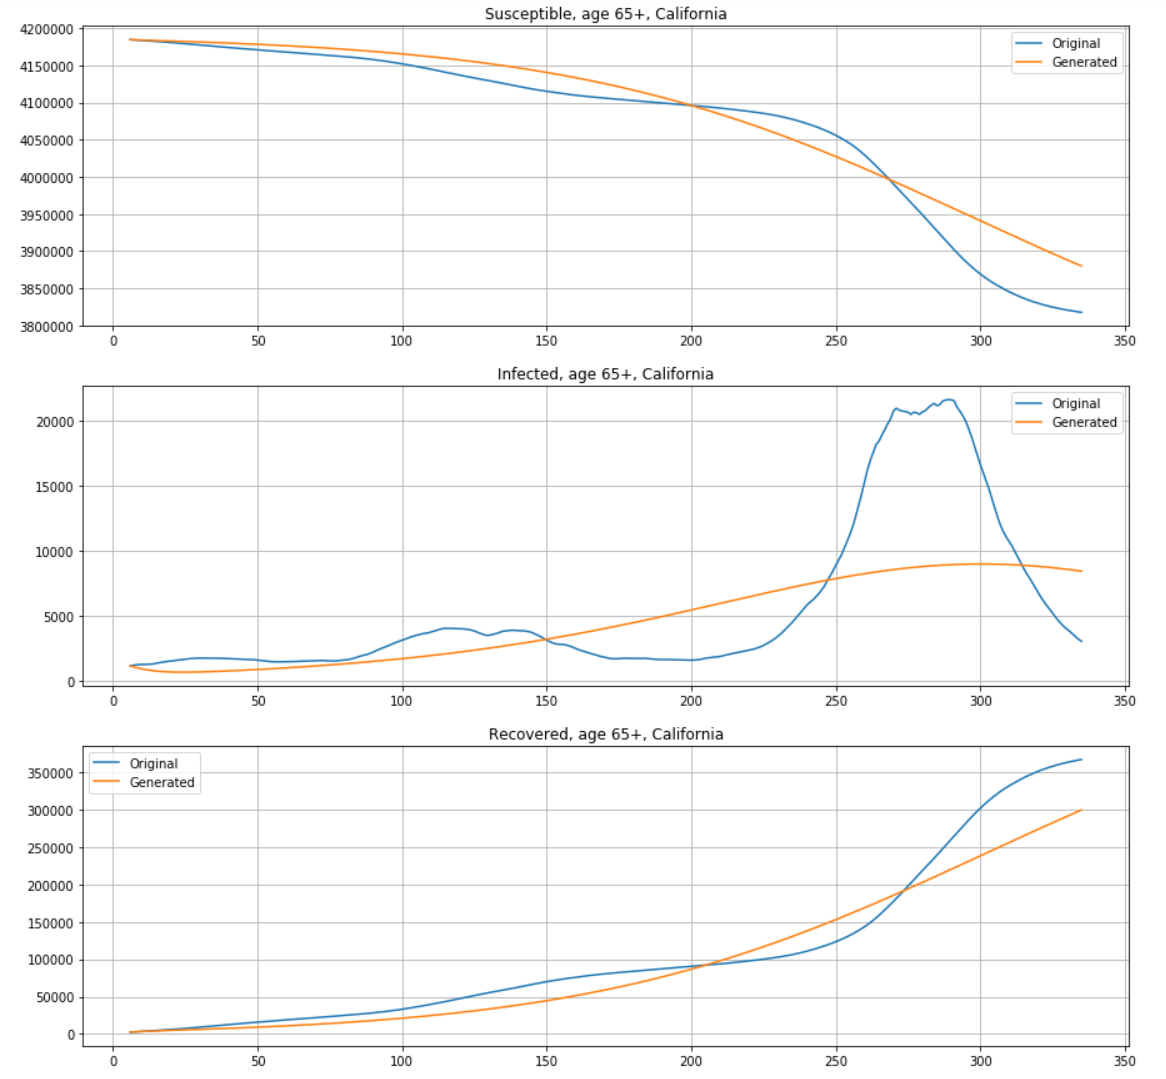 Susceptible, age 65+, California
4200000
4150000
4100000
4050000
4000000
3950000
3900000
3850000
3800000
Original
Generated
0 50 100 150 200 250 300 350
Infected, age 65+, California
20000
15000
10000
5000
0
Original
Generated
0 50 100 150 200 250 300 350
Recovered, age 65+, California
Original
Generated
350000
300000
250000
200000
150000
100000
50000
0
0 50 100 150 200 250 300 350